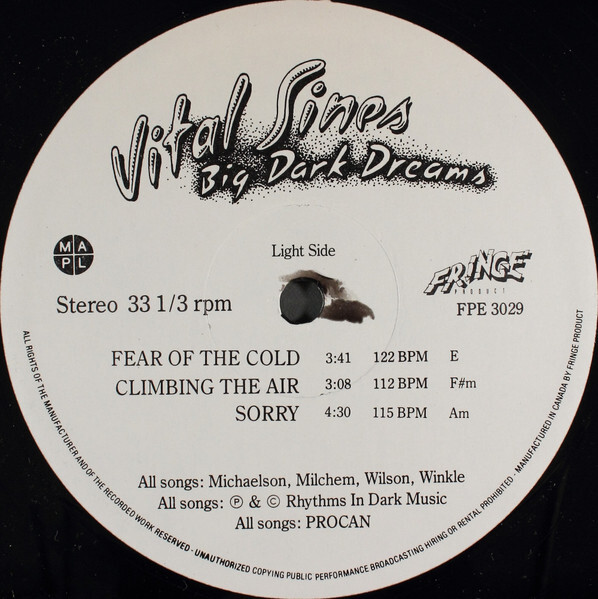 Vital Sines
Big Dark Dreams
Light Side
M A
P L
Stereo 33 1/3 rpm
FRINGE
PRODUCT
FPE 3029
FEAR OF THE COLD 3:41 122 BPM E
CLIMBING THE AIR 3:08 112 BPM F#m
SORRY 4:30 115 BPM Am
All songs: Michaelson, Milchem, Wilson, Winkle
All songs: ℗ & © Rhythms In Dark Music
All songs: PROCAN
ALL RIGHTS OF THE MANUFACTURER AND OF THE RECORDED WORK RESERVED - UNAUTHORIZED COPYING PUBLIC PERFORMANCE BROADCASTING HIRING OR RENTAL PROHIBITED - MANUFACTURED IN CANADA BY FRINGE PRODUCT